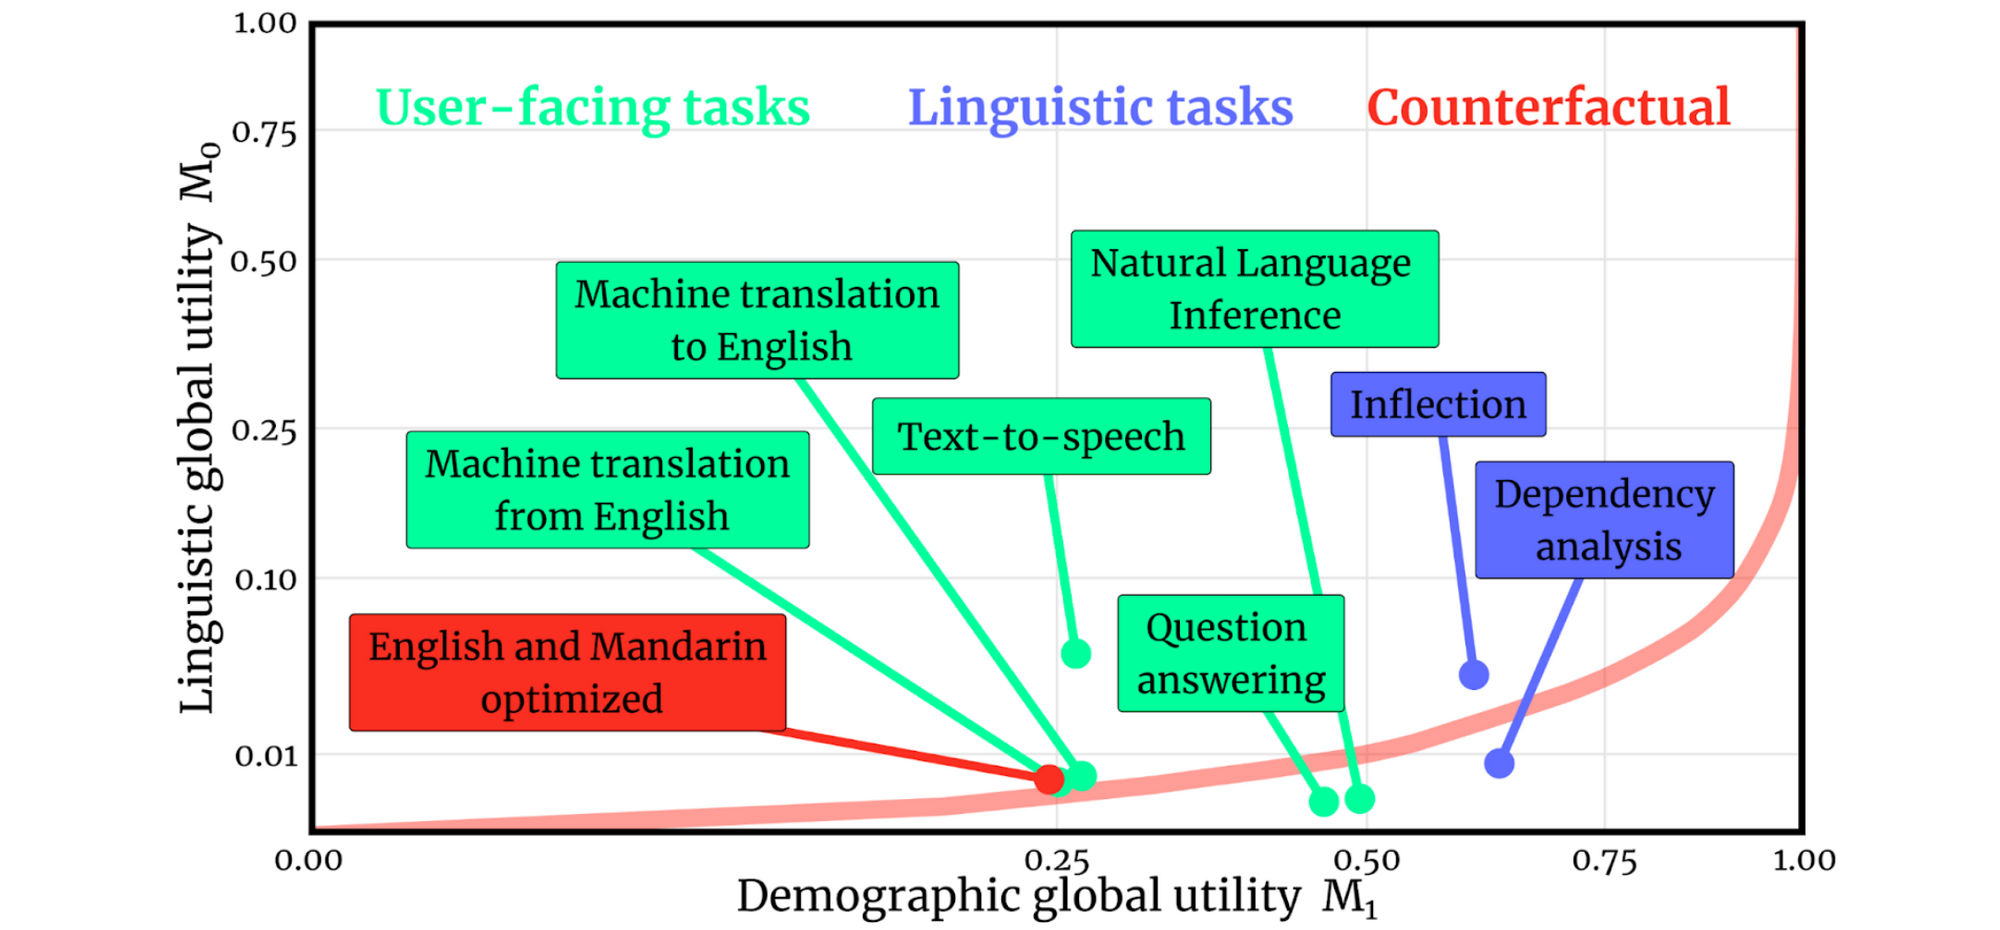 1.00
User-facing tasks
Linguistic tasks
Counterfactual
0.75
Linguistic global utility M₀
0.50
Natural Language
Inference
Machine translation
to English
Inflection
Text-to-speech
0.25
Machine translation
from English
Dependency
analysis
0.10
Question
answering
English and Mandarin
optimized
0.01
0.00
0.25
0.50
0.75
1.00
Demographic global utility M₁